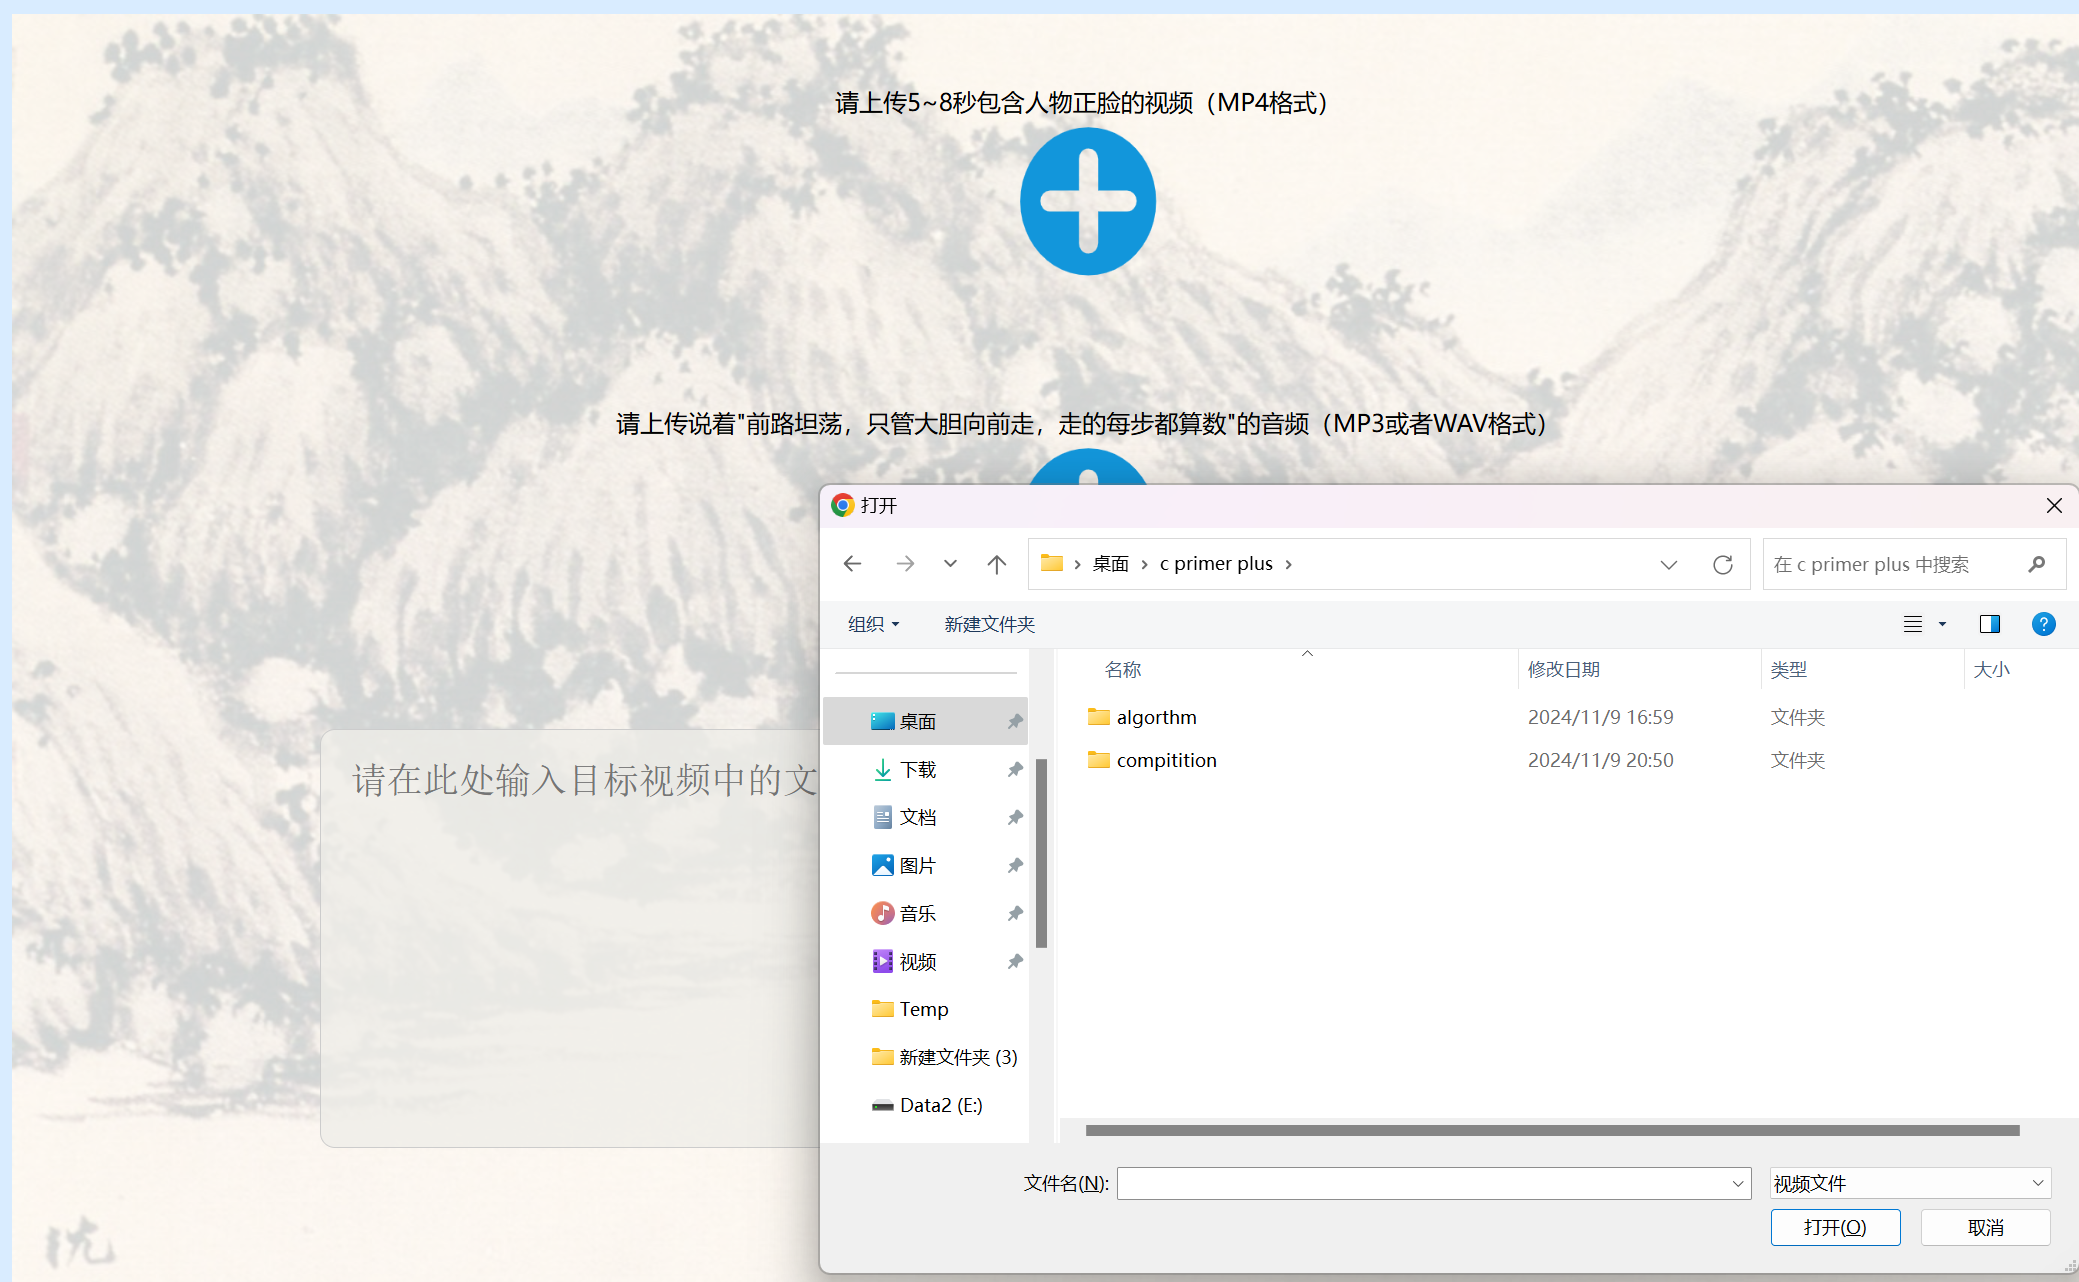 请上传5~8秒包含人物正脸的视频（MP4格式）
请上传说着"前路坦荡，只管大胆向前走，走的每步都算数"的音频（MP3或者WAV格式）
请在此处输入目标视频中的文
打开
桌面 › c primer plus ›
在 c primer plus 中搜索
组织
新建文件夹
名称 修改日期 类型 大小
algorthm 2024/11/9 16:59 文件夹
compitition 2024/11/9 20:50 文件夹
桌面
下载
文档
图片
音乐
视频
Temp
新建文件夹 (3)
Data2 (E:)
文件名(N):
视频文件
打开(O)
取消